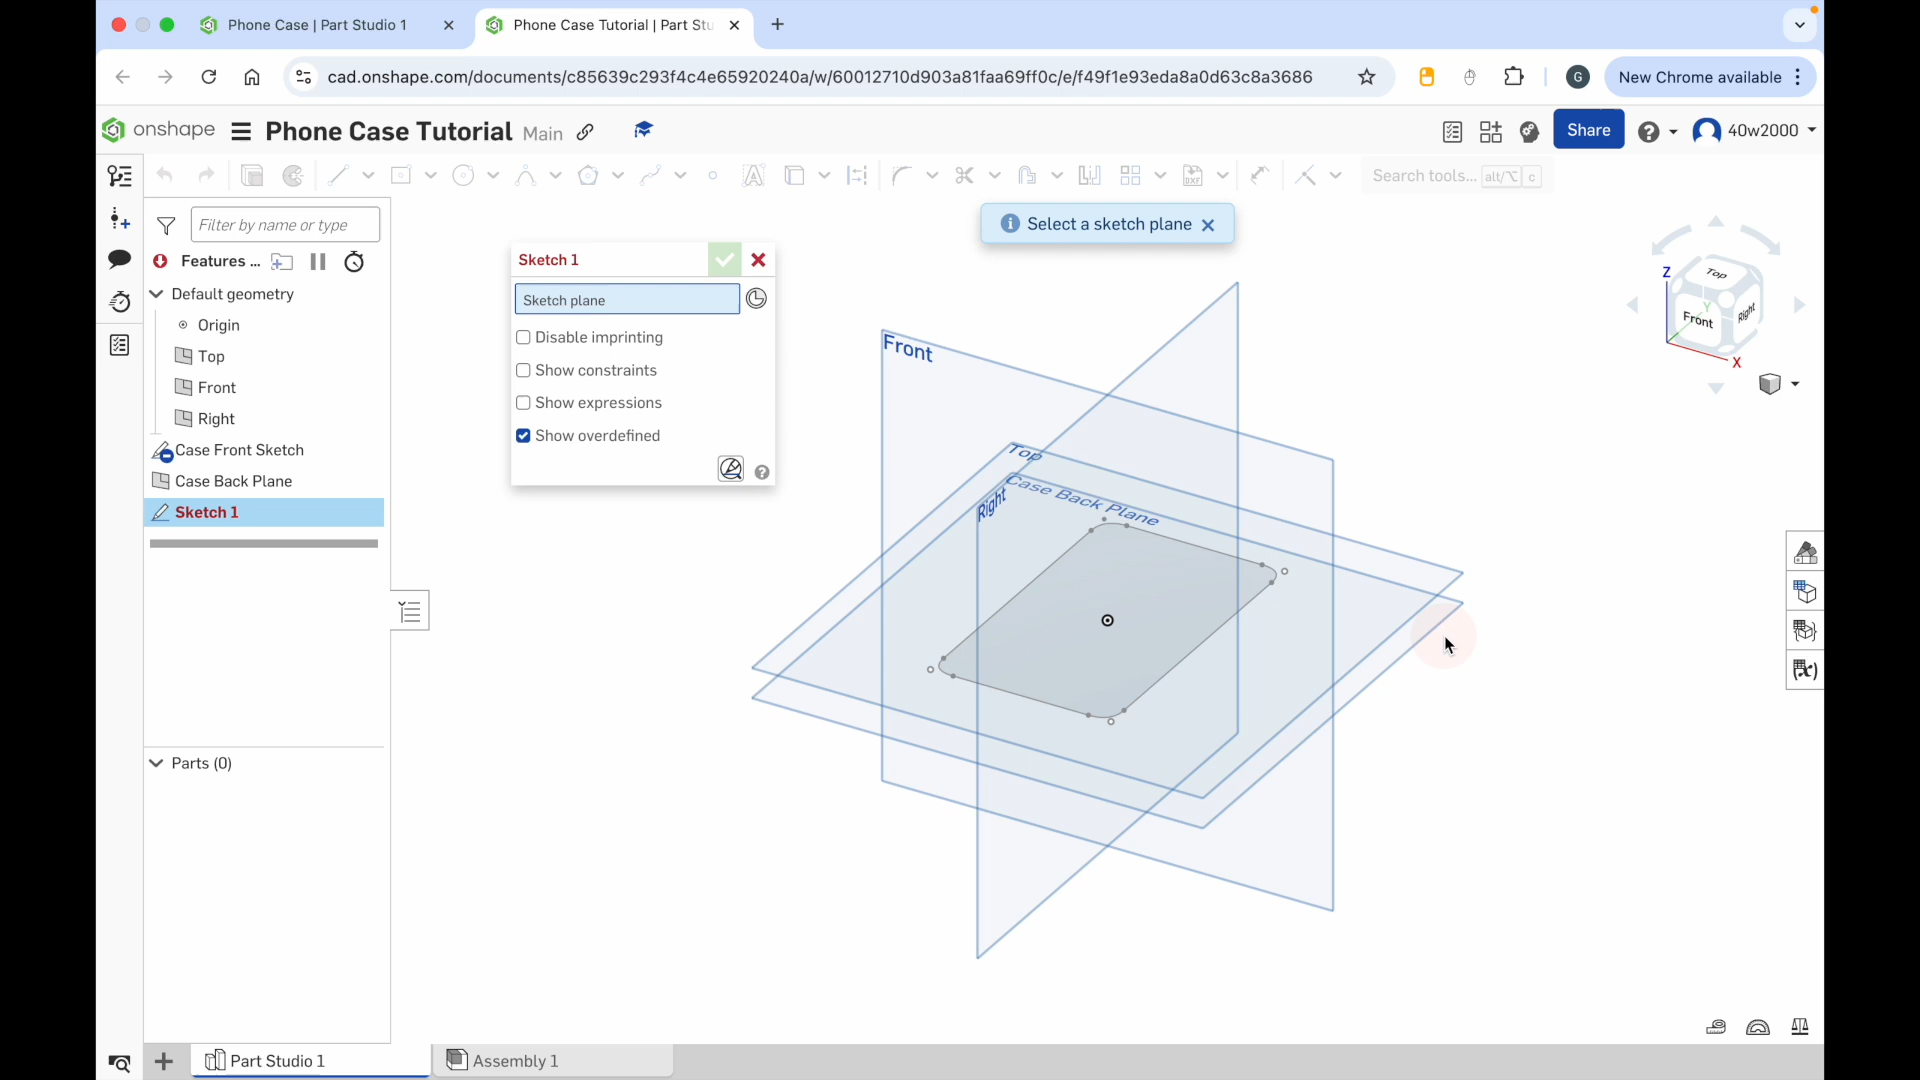 Phone Case | Part Studio 1
Phone Case Tutorial | Part Stu
cad.onshape.com/documents/c85639c293f4c4e65920240a/w/60012710d903a81faa69ff0c/e/f49f1e93eda8a0d63c8a3686
G
New Chrome available
onshape
Phone Case Tutorial Main
Share
40w2000
Search tools... alt/⌥ c
Filter by name or type
Features ...
Default geometry
Origin
Top
Front
Right
Case Front Sketch
Case Back Plane
Sketch 1
Parts (0)
Sketch 1
Sketch plane
Disable imprinting
Show constraints
Show expressions
Show overdefined
Select a sketch plane
Front
Top
Case Back Plane
Right
Z
Top
Y
Front
Right
X
Part Studio 1
Assembly 1